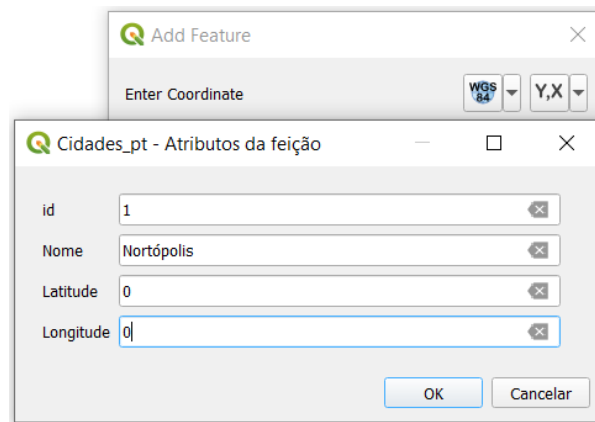 Add Feature
Enter Coordinate WGS 84 Y,X
Cidades_pt - Atributos da feição
id 1
Nome Nortópolis
Latitude 0
Longitude 0
OK Cancelar